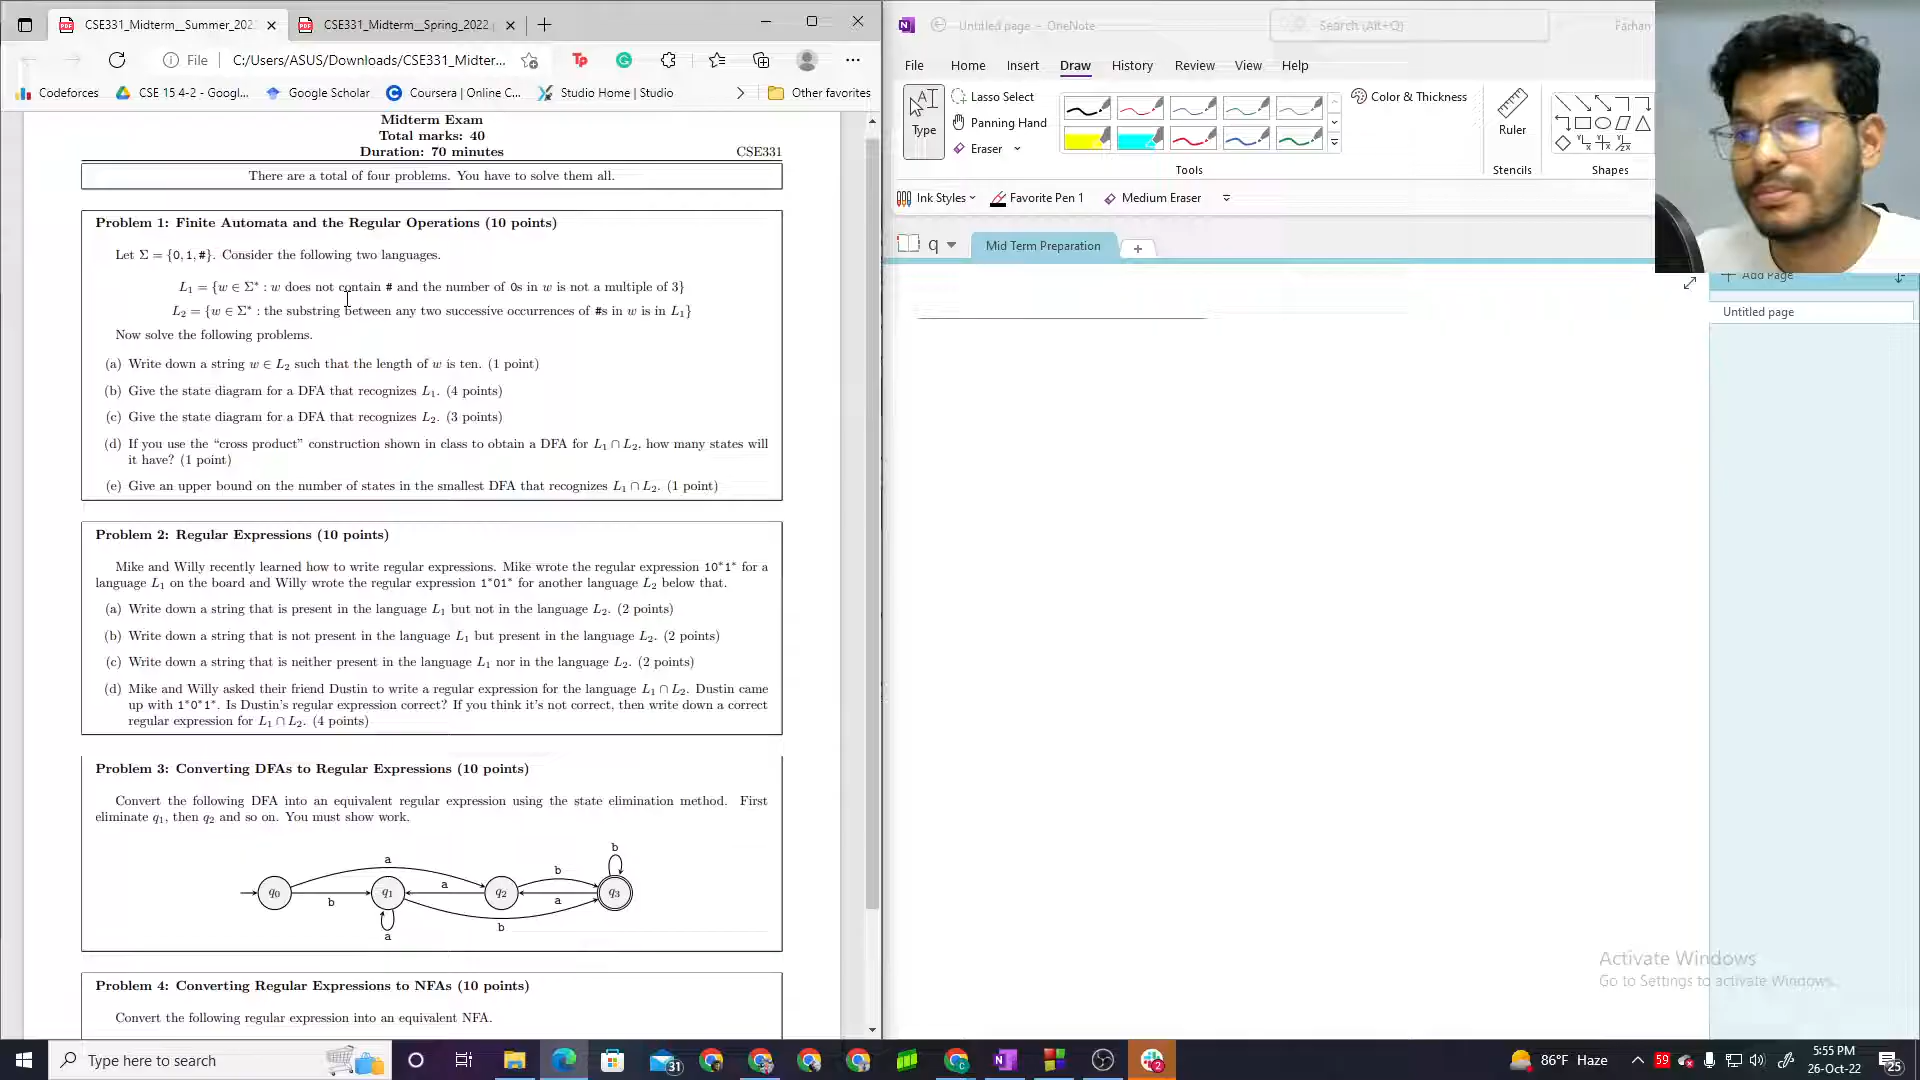 CSE331_Midterm__Summer_202
CSE331_Midterm__Spring_2022
File
C:/Users/ASUS/Downloads/CSE331_Midter...
Codeforces
CSE 15 4-2 - Googl...
Google Scholar
Coursera | Online C...
Studio Home | Studio
Other favorites
Midterm Exam
Total marks: 40
Duration: 70 minutes
CSE331
There are a total of four problems. You have to solve them all.
Problem 1: Finite Automata and the Regular Operations (10 points)
Let Σ = {0, 1, #}. Consider the following two languages.
L₁ = {w ∈ Σ* : w does not contain # and the number of 0s in w is not a multiple of 3}
L₂ = {w ∈ Σ* : the substring between any two successive occurrences of #s in w is in L₁}
Now solve the following problems.
(a) Write down a string w ∈ L₂ such that the length of w is ten. (1 point)
(b) Give the state diagram for a DFA that recognizes L₁. (4 points)
(c) Give the state diagram for a DFA that recognizes L₂. (3 points)
(d) If you use the “cross product” construction shown in class to obtain a DFA for L₁ ∩ L₂, how many states will
it have? (1 point)
(e) Give an upper bound on the number of states in the smallest DFA that recognizes L₁ ∩ L₂. (1 point)
Problem 2: Regular Expressions (10 points)
Mike and Willy recently learned how to write regular expressions. Mike wrote the regular expression 10*1* for a
language L₁ on the board and Willy wrote the regular expression 1*01* for another language L₂ below that.
(a) Write down a string that is present in the language L₁ but not in the language L₂. (2 points)
(b) Write down a string that is not present in the language L₁ but present in the language L₂. (2 points)
(c) Write down a string that is neither present in the language L₁ nor in the language L₂. (2 points)
(d) Mike and Willy asked their friend Dustin to write a regular expression for the language L₁ ∩ L₂. Dustin came
up with 1*0*1*. Is Dustin's regular expression correct? If you think it's not correct, then write down a correct
regular expression for L₁ ∩ L₂. (4 points)
Problem 3: Converting DFAs to Regular Expressions (10 points)
Convert the following DFA into an equivalent regular expression using the state elimination method. First
eliminate q₁, then q₂ and so on. You must show work.
b
a
b
q₀
q₁
a
q₂
q₃
b
a
b
a
Problem 4: Converting Regular Expressions to NFAs (10 points)
Convert the following regular expression into an equivalent NFA.
Untitled page - OneNote
Search (Alt+Q)
Farhan
File
Home
Insert
Draw
History
Review
View
Help
Type
Lasso Select
Panning Hand
Eraser
Color & Thickness
Ruler
Tools
Stencils
Shapes
Ink Styles
Favorite Pen 1
Medium Eraser
q
Mid Term Preparation
Add Page
Untitled page
Activate Windows
Go to Settings to activate Windows.
Type here to search
31
2
86°F Haze
59
5:55 PM
26-Oct-22
25